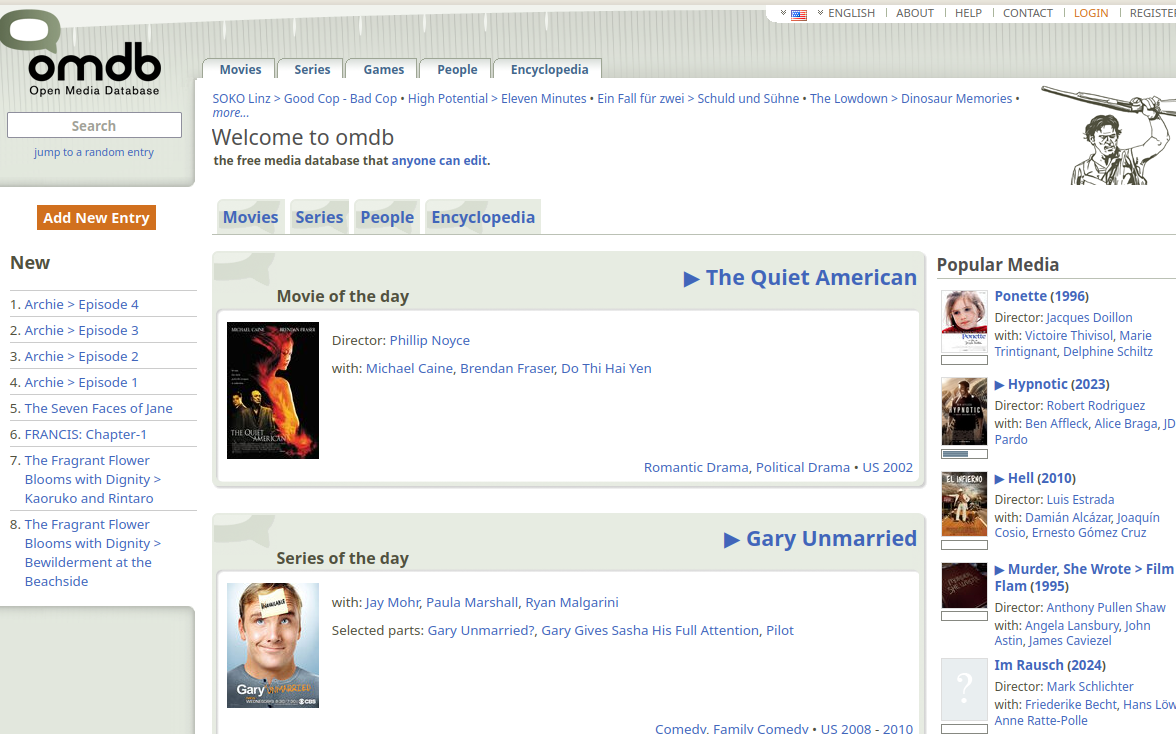 ENGLISH | ABOUT | HELP | CONTACT | LOGIN | REGISTE
omdb
Open Media Database
Search
jump to a random entry
Movies
Series
Games
People
Encyclopedia
SOKO Linz > Good Cop - Bad Cop • High Potential > Eleven Minutes • Ein Fall für zwei > Schuld und Sühne • The Lowdown > Dinosaur Memories •
more...
Welcome to omdb
the free media database that anyone can edit.
Add New Entry
New
1. Archie > Episode 4
2. Archie > Episode 3
3. Archie > Episode 2
4. Archie > Episode 1
5. The Seven Faces of Jane
6. FRANCIS: Chapter-1
7. The Fragrant Flower
Blooms with Dignity >
Kaoruko and Rintaro
8. The Fragrant Flower
Blooms with Dignity >
Bewilderment at the
Beachside
Movies
Series
People
Encyclopedia
▶ The Quiet American
Movie of the day
MICHAEL CAINE BRENDAN FRASER
THE QUIET
AMERICAN
Director: Phillip Noyce
with: Michael Caine, Brendan Fraser, Do Thi Hai Yen
Romantic Drama, Political Drama • US 2002
▶ Gary Unmarried
Series of the day
Gary UNMARRIED
CBS
with: Jay Mohr, Paula Marshall, Ryan Malgarini
Selected parts: Gary Unmarried?, Gary Gives Sasha His Full Attention, Pilot
Comedy, Family Comedy • US 2008 - 2010
Popular Media
Ponette
Ponette (1996)
Director: Jacques Doillon
with: Victoire Thivisol, Marie
Trintignant, Delphine Schiltz
HYPNOTIC
▶ Hypnotic (2023)
Director: Robert Rodriguez
with: Ben Affleck, Alice Braga, JD
Pardo
EL INFIERNO
▶ Hell (2010)
Director: Luis Estrada
with: Damián Alcázar, Joaquín
Cosio, Ernesto Gómez Cruz
▶ Murder, She Wrote > Film
Flam (1995)
Director: Anthony Pullen Shaw
with: Angela Lansbury, John
Astin, James Caviezel
?
Im Rausch (2024)
Director: Mark Schlichter
with: Friederike Becht, Hans Löw
Anne Ratte-Polle